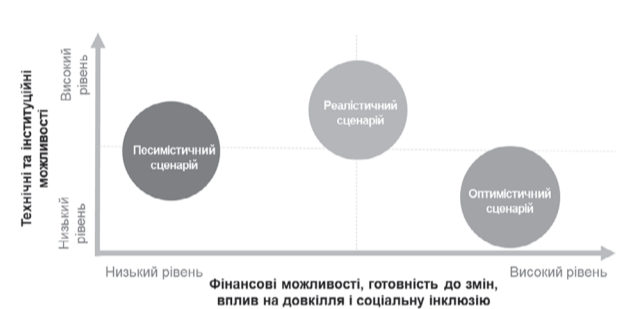 Технічні та інституційні
можливості
Високий
рівень
Низький
рівень
Песимістичний
сценарій
Реалістичний
сценарій
Оптимістичний
сценарій
Низький рівень
Високий рівень
Фінансові можливості, готовність до змін,
вплив на довкілля і соціальну інклюзію